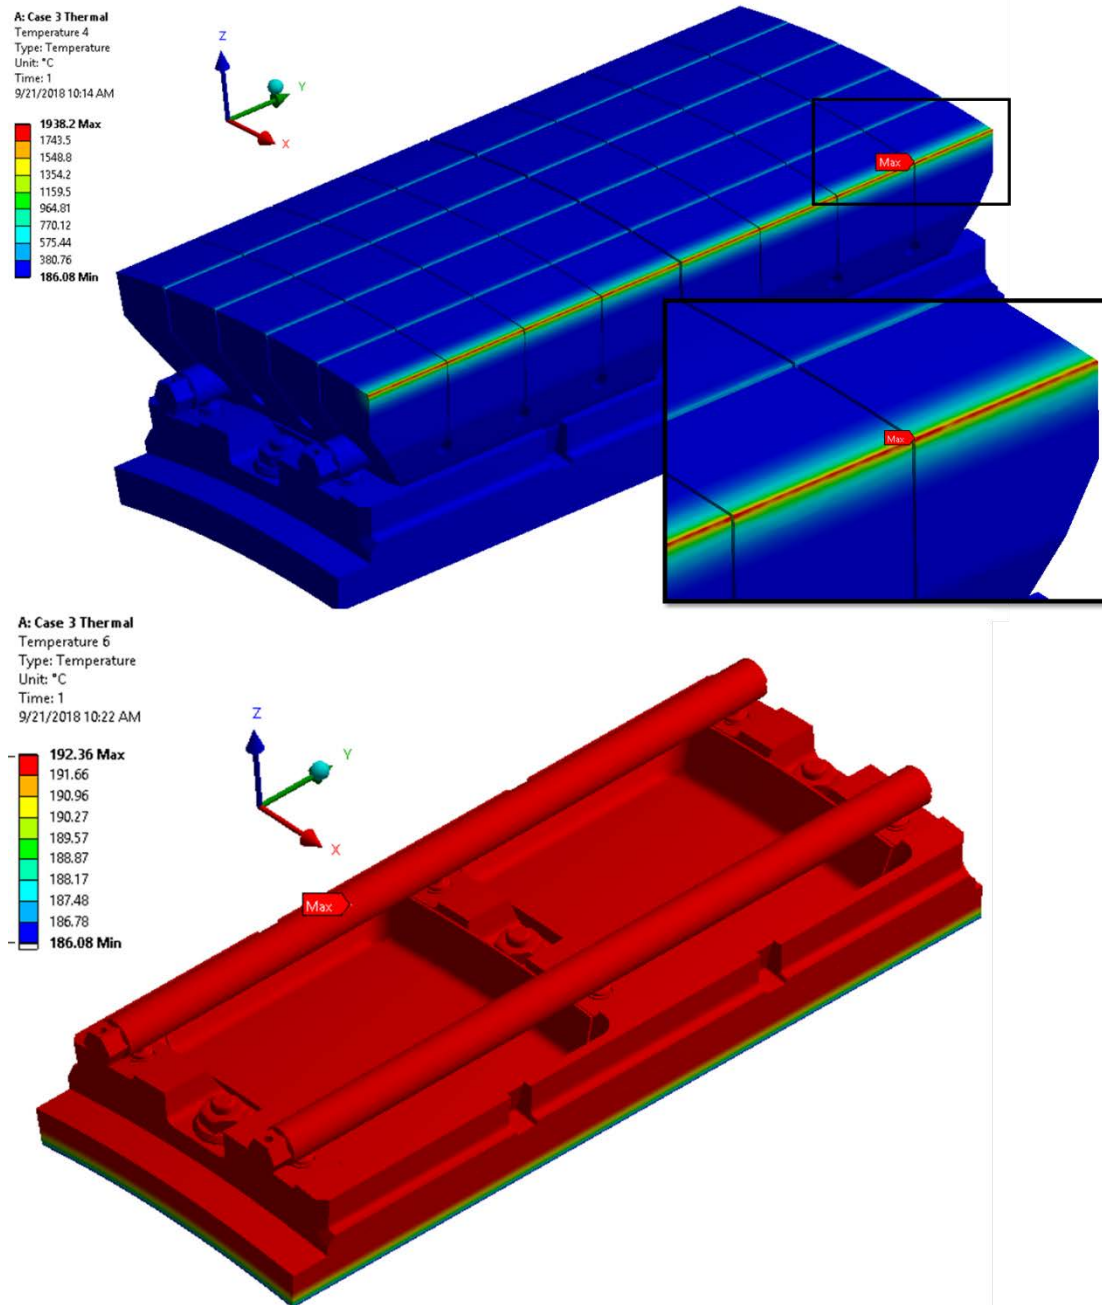 A: Case 3 Thermal
Temperature 4
Type: Temperature
Unit: °C
Time: 1
9/21/2018 10:14 AM
1938.2 Max
1743.5
1548.8
1354.2
1159.5
964.81
770.12
575.44
380.76
186.08 Min
Z
Y
X
Max
Max
A: Case 3 Thermal
Temperature 6
Type: Temperature
Unit: °C
Time: 1
9/21/2018 10:22 AM
192.36 Max
191.66
190.96
190.27
189.57
188.87
188.17
187.48
186.78
186.08 Min
Z
Y
X
Max